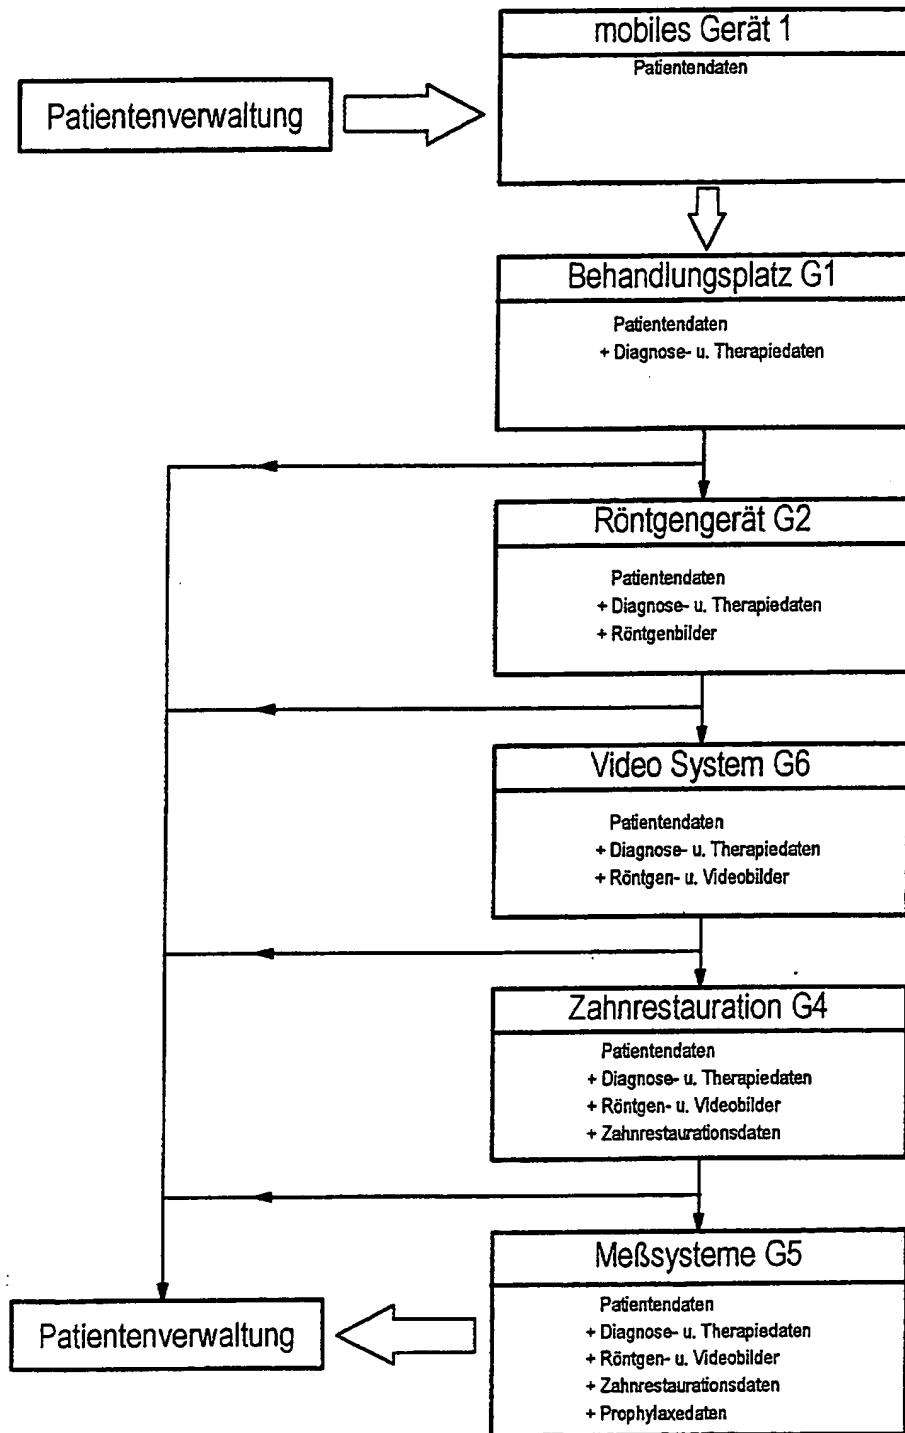 mobiles Gerät 1
Patientendaten
Patientenverwaltung
Behandlungsplatz G1
Patientendaten
+ Diagnose- u. Therapiedaten
Röntgengerät G2
Patientendaten
+ Diagnose- u. Therapiedaten
+ Röntgenbilder
Video System G6
Patientendaten
+ Diagnose- u. Therapiedaten
+ Röntgen- u. Videobilder
Zahnrestauration G4
Patientendaten
+ Diagnose- u. Therapiedaten
+ Röntgen- u. Videobilder
+ Zahnrestaurationsdaten
Meßsysteme G5
Patientendaten
+ Diagnose- u. Therapiedaten
+ Röntgen- u. Videobilder
+ Zahnrestaurationsdaten
+ Prophylaxedaten
Patientenverwaltung